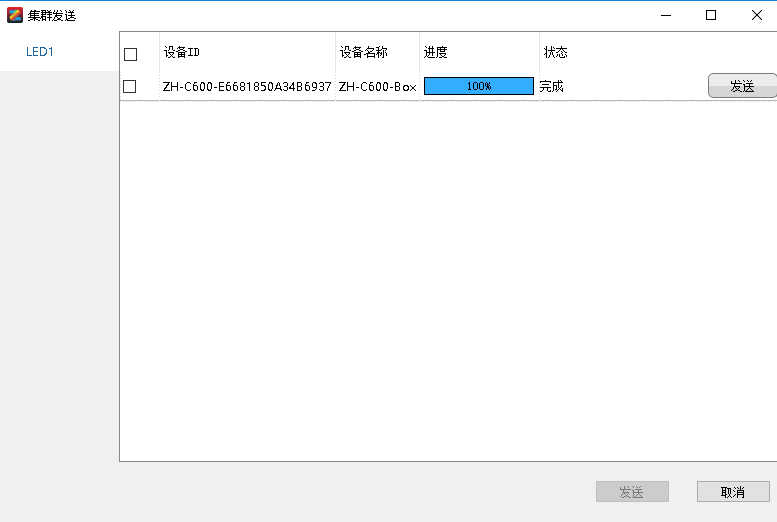 集群发送
LED1
设备ID 设备名称 进度 状态
ZH-C600-E6681850A34B6937 ZH-C600-Box 100% 完成 发送
发送 取消